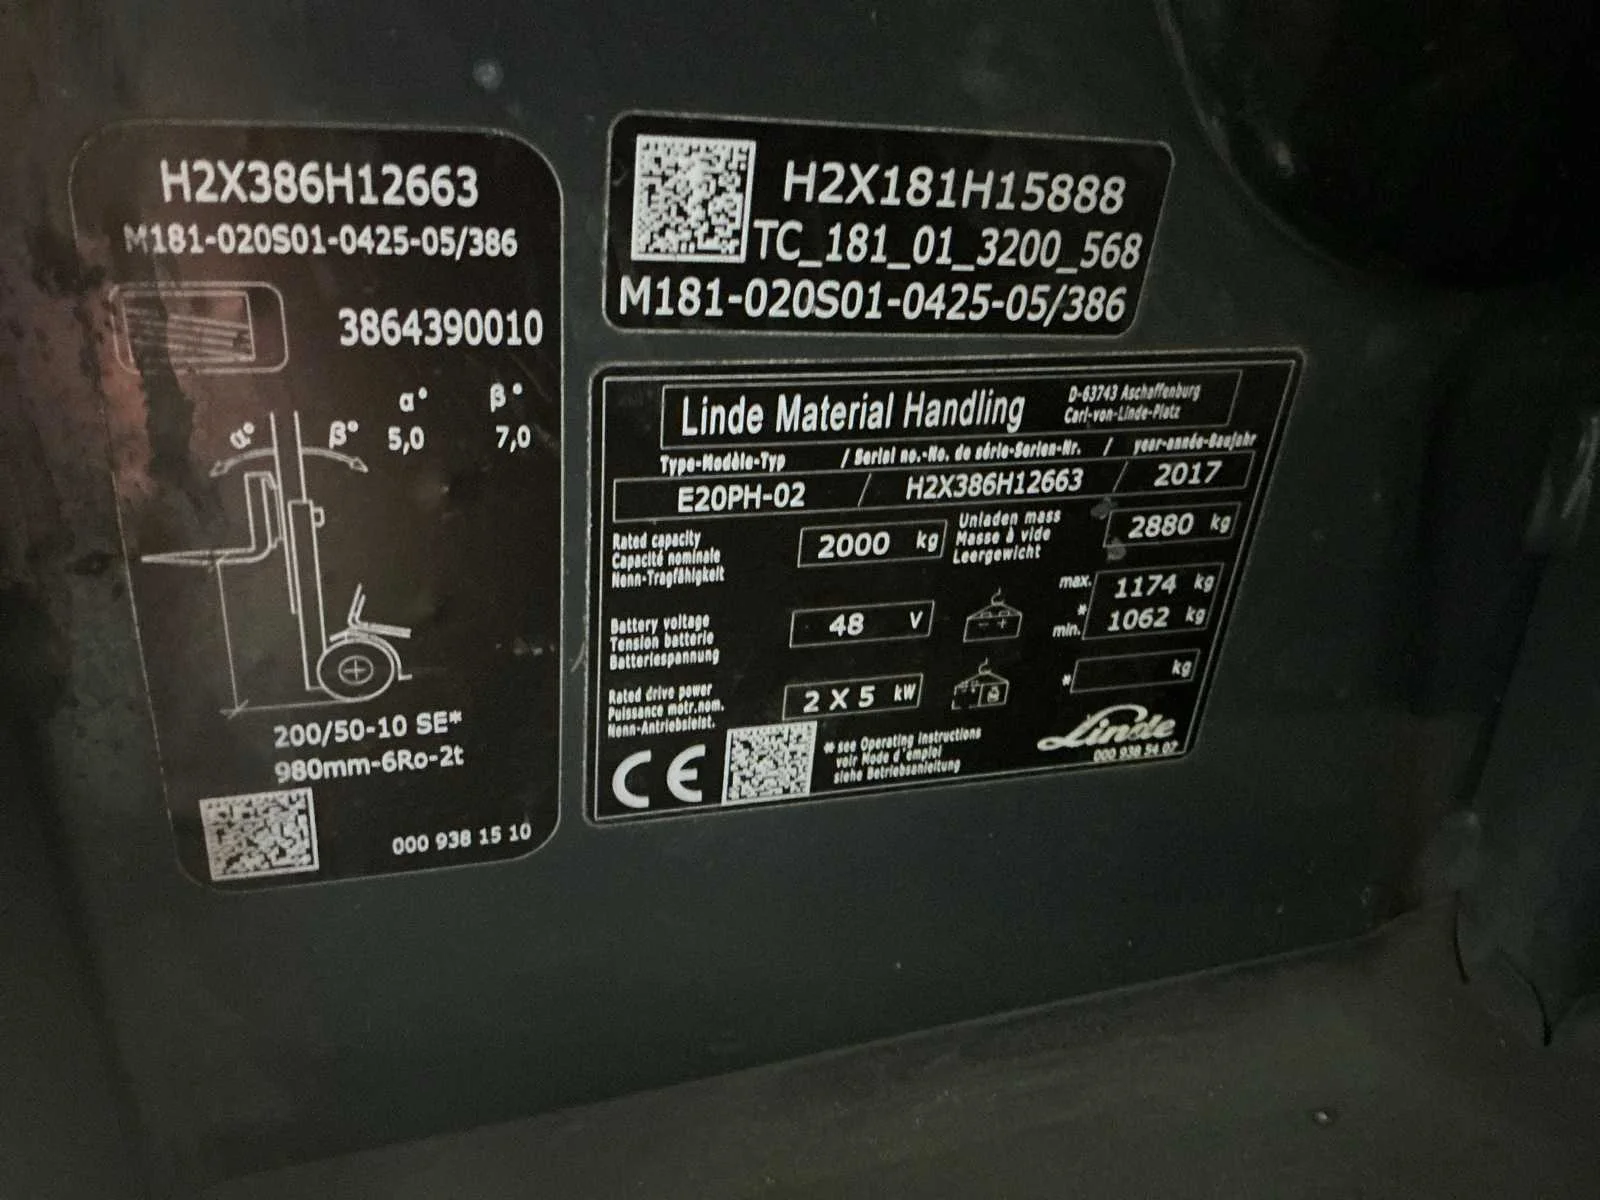 H2X386H12663
M181-020S01-0425-05/386
3864390010
α° β°
α° β° 5,0 7,0
200/50-10 SE*
980mm-6Ro-2t
000 938 15 10
H2X181H15888
TC_181_01_3200_568
M181-020S01-0425-05/386
Linde Material Handling
D-63743 Aschaffenburg
Carl-von-Linde-Platz
Type-Modèle-Typ / Serial no.-No. de série-Serien-Nr. / year-année-Baujahr
E20PH-02 / H2X386H12663 / 2017
Rated capacity
Capacité nominale
Nenn-Tragfähigkeit
2000 kg
Unladen mass
Masse à vide
Leergewicht
2880 kg
Battery voltage
Tension batterie
Batteriespannung
48 V
- +
max. 1174 kg
*
min. 1062 kg
Rated drive power
Puissance motr.nom.
Nenn-Antriebsleist.
2 X 5 kW
* kg
CE
* see Operating Instructions
voir Mode d'emploi
siehe Betriebsanleitung
Linde
000 938 54 07